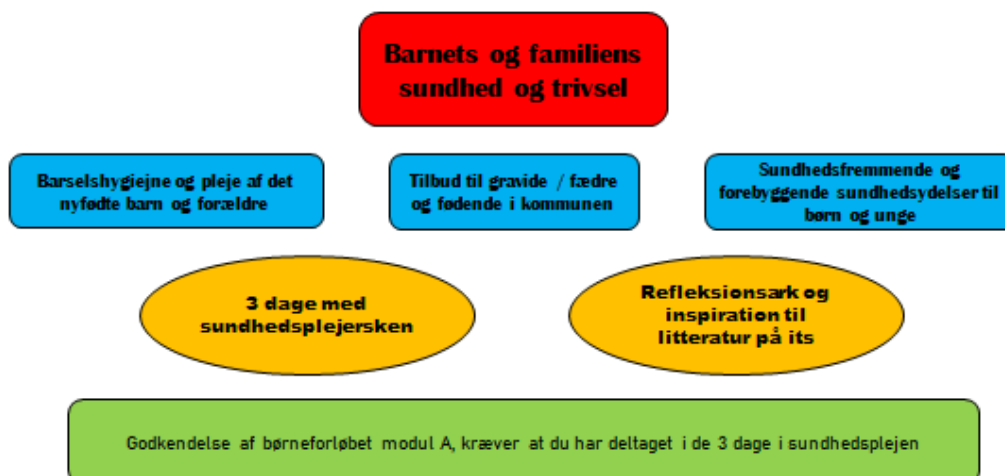 Barnets og familiens
sundhed og trivsel
Barselshygiejne og pleje af det
nyfødte barn og forældre
Tilbud til gravide / fædre
og fødende i kommunen
Sundhedsfremmende og
forebyggende sundhedsydelser til
børn og unge
3 dage med
sundhedsplejersken
Refleksionsark og
inspiration til
litteratur på its
Godkendelse af børneforløbet modul A, kræver at du har deltaget i de 3 dage i sundhedsplejen